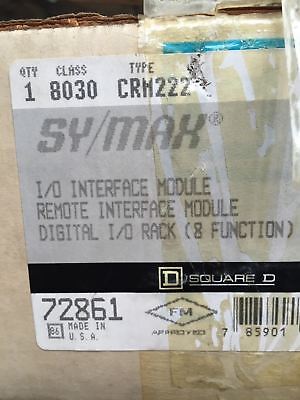 QTY CLASS TYPE
1 8030 CRM222
SY/MAX®
I/O INTERFACE MODULE
REMOTE INTERFACE MODULE
DIGITAL I/O RACK (8 FUNCTION)
D SQUARE D
72861
86 MADE IN U.S.A.
FM
APPROVED
7 85901